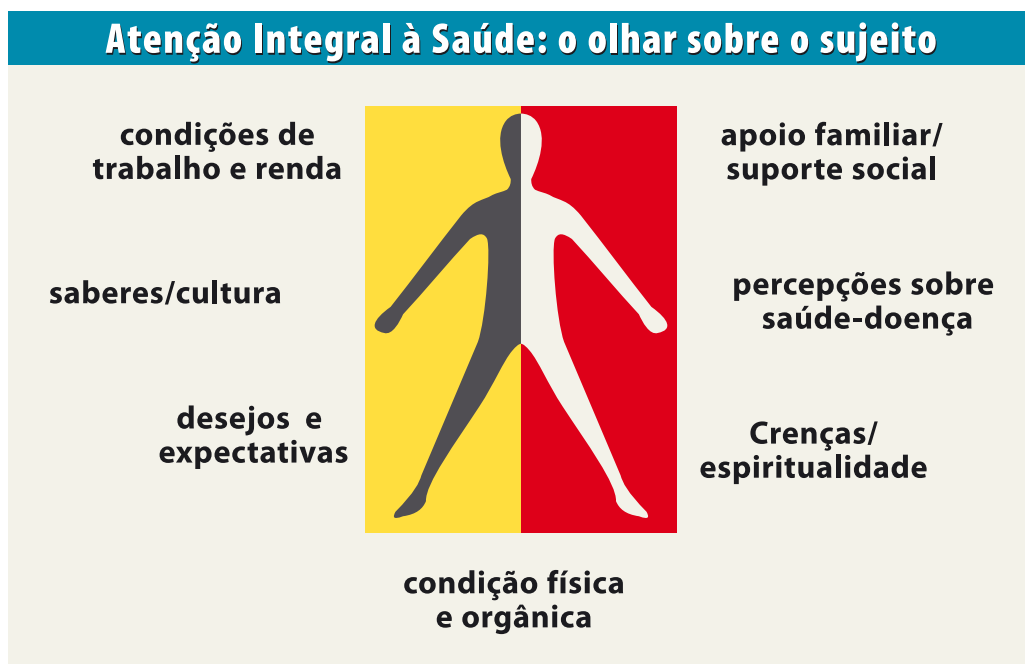 Atenção Integral à Saúde: o olhar sobre o sujeito
condições de
trabalho e renda
saberes/cultura
desejos e
expectativas
apoio familiar/
suporte social
percepções sobre
saúde-doença
Crenças/
espiritualidade
condição física
e orgânica